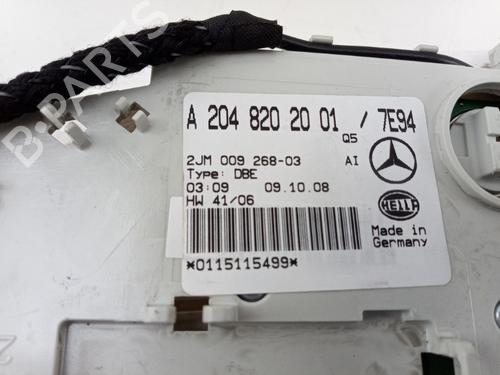 A 204 820 20 01 / 7E94
Q5
2JM 009 268-03 AI
Type: DBE
03:09 09.10.08
HW 41/06
HELLA
Made in
Germany
*0115115499*
B-PARTS